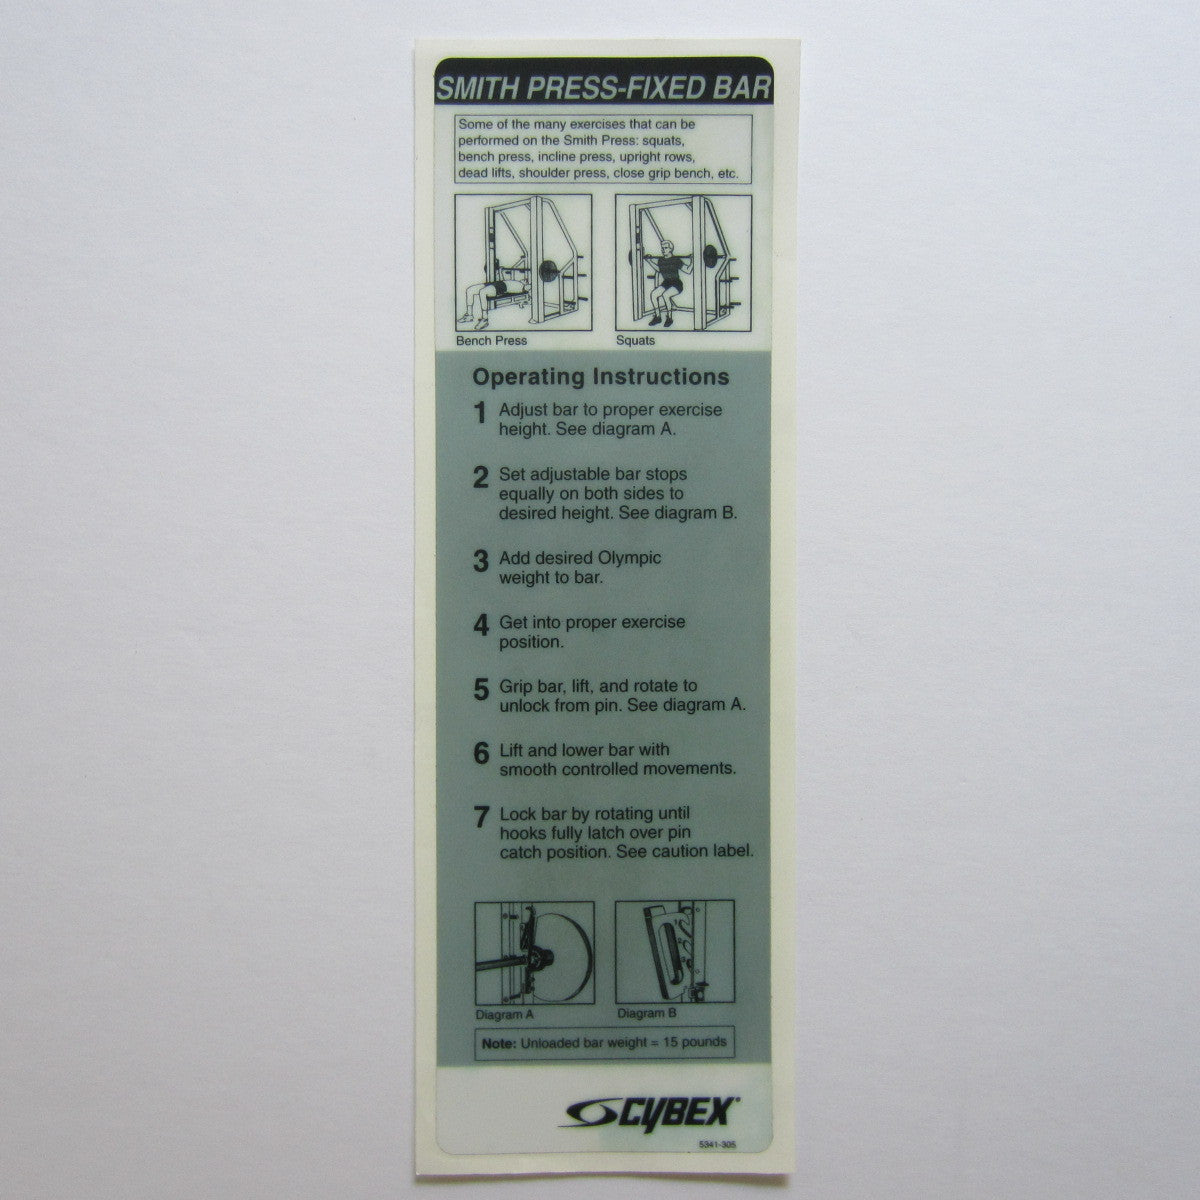 SMITH PRESS-FIXED BAR
Some of the many exercises that can be
performed on the Smith Press: squats,
bench press, incline press, upright rows,
dead lifts, shoulder press, close grip bench, etc.
Bench Press
Squats
Operating Instructions
1 Adjust bar to proper exercise
height. See diagram A.
2 Set adjustable bar stops
equally on both sides to
desired height. See diagram B.
3 Add desired Olympic
weight to bar.
4 Get into proper exercise
position.
5 Grip bar, lift, and rotate to
unlock from pin. See diagram A.
6 Lift and lower bar with
smooth controlled movements.
7 Lock bar by rotating until
hooks fully latch over pin
catch position. See caution label.
Diagram A
Diagram B
Note: Unloaded bar weight = 15 pounds
CYBEX®
5341-305